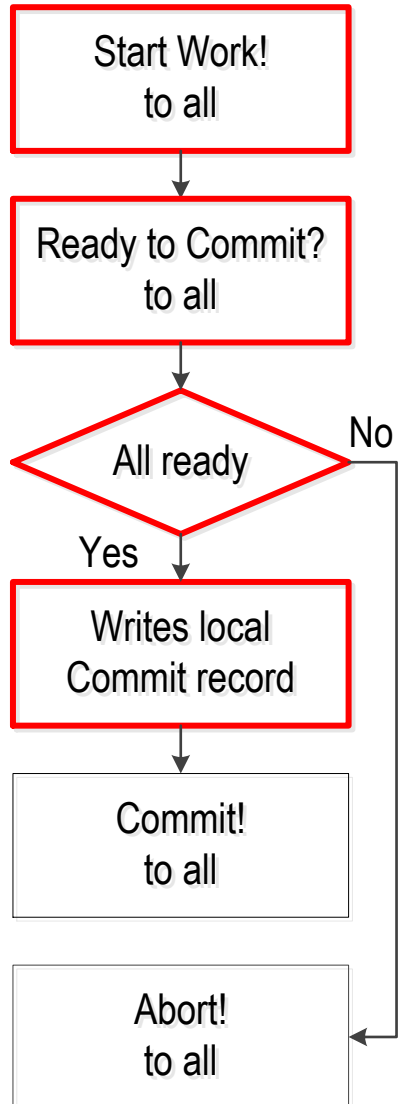 Start Work!
to all
Ready to Commit?
to all
All ready
No
Yes
Writes local
Commit record
Commit!
to all
Abort!
to all